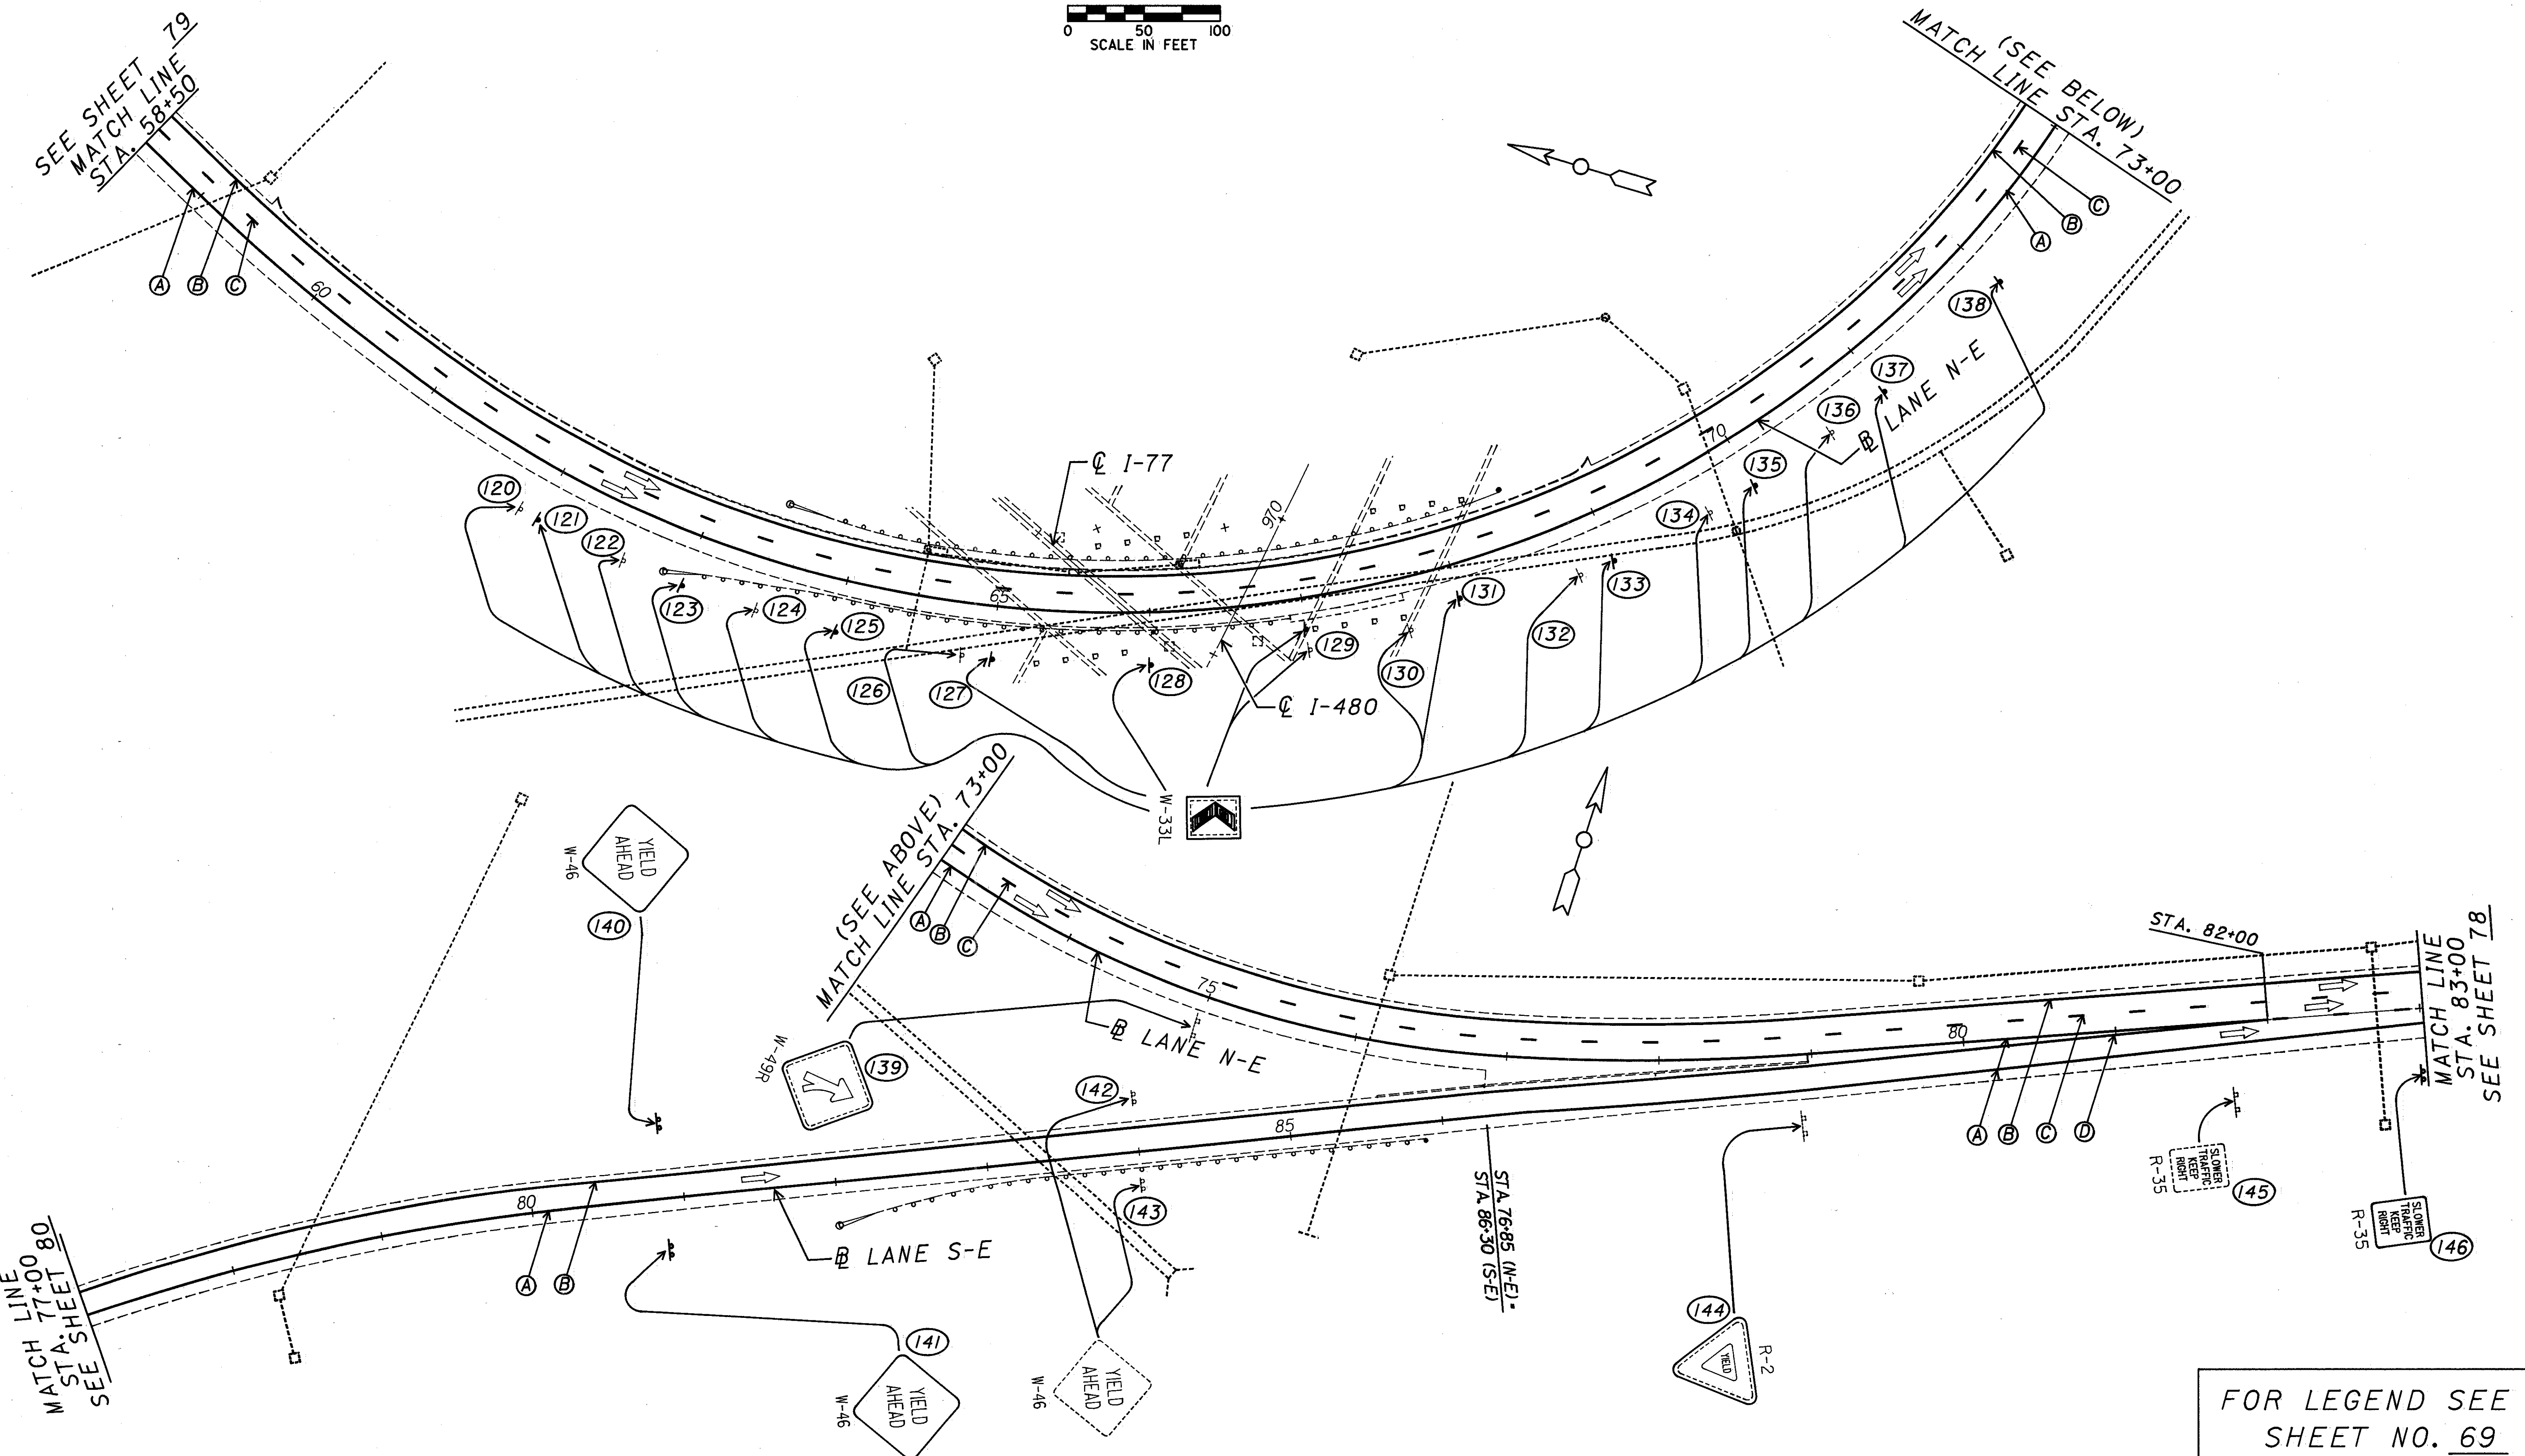 0 50 100
SCALE IN FEET
SEE SHEET 79
MATCH LINE
STA. 58+50
(SEE BELOW)
MATCH LINE STA. 73+00
A
B
C
60
C
B
A
138
137
136
℄ I-77
970
70
B LANE N-E
135
134
120
121
122
123
124
125
126
127
128
65
129
130
131
132
133
℄ I-480
W-33L
(SEE ABOVE)
MATCH LINE STA. 73+00
YIELD
AHEAD
W-46
140
A
B
C
75
B LANE N-E
W-49R
139
142
STA. 82+00
MATCH LINE
STA. 83+00
SEE SHEET 78
80
A
B
C
D
85
143
80
A
B
B LANE S-E
STA. 76+85 (N-E)=
STA. 86+30 (S-E)
SLOWER
TRAFFIC
KEEP
RIGHT
R-35
145
SLOWER
TRAFFIC
KEEP
RIGHT
R-35
146
MATCH LINE
STA. 77+00
SEE SHEET 80
141
YIELD
AHEAD
W-46
YIELD
AHEAD
W-46
144
YIELD
R-2
FOR LEGEND SEE
SHEET NO. 69